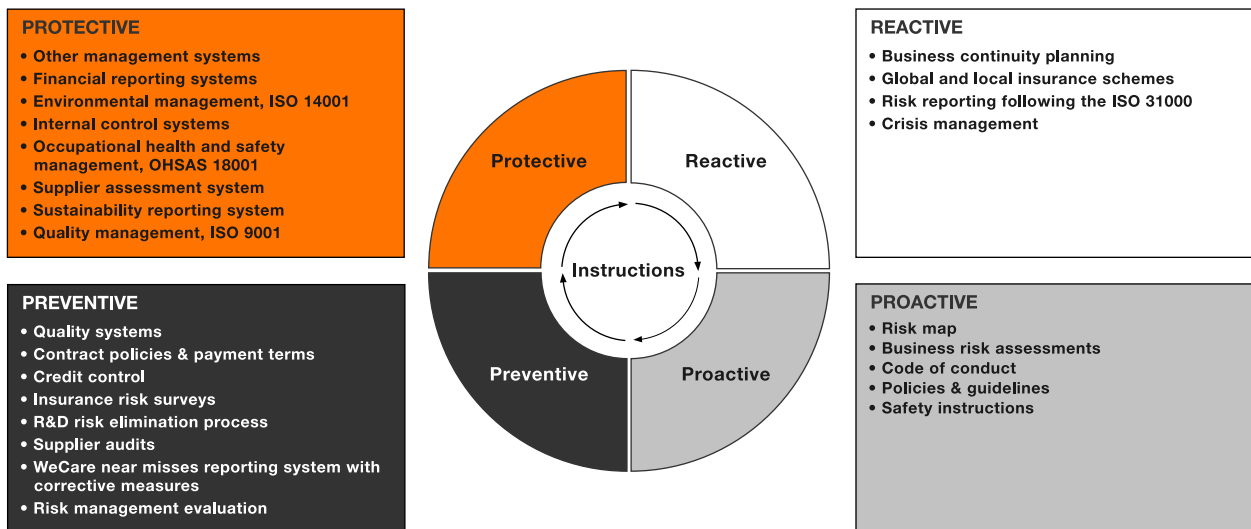 PROTECTIVE
• Other management systems
• Financial reporting systems
• Environmental management, ISO 14001
• Internal control systems
• Occupational health and safety
management, OHSAS 18001
• Supplier assessment system
• Sustainability reporting system
• Quality management, ISO 9001
REACTIVE
• Business continuity planning
• Global and local insurance schemes
• Risk reporting following the ISO 31000
• Crisis management
Protective
Reactive
Instructions
Preventive
Proactive
PREVENTIVE
• Quality systems
• Contract policies & payment terms
• Credit control
• Insurance risk surveys
• R&D risk elimination process
• Supplier audits
• WeCare near misses reporting system with
corrective measures
• Risk management evaluation
PROACTIVE
• Risk map
• Business risk assessments
• Code of conduct
• Policies & guidelines
• Safety instructions